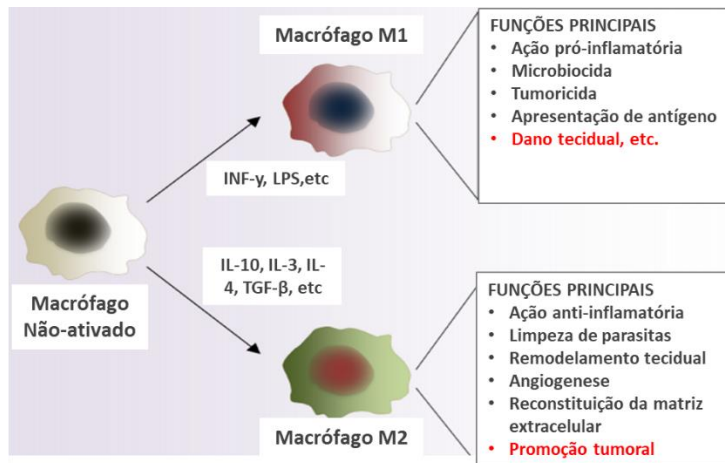 Macrófago M1
INF-γ, LPS,etc
FUNÇÕES PRINCIPAIS
• Ação pró-inflamatória
• Microbiocida
• Tumoricida
• Apresentação de antígeno
• Dano tecidual, etc.
Macrófago
Não-ativado
IL-10, IL-3, IL-
4, TGF-β, etc
Macrófago M2
FUNÇÕES PRINCIPAIS
• Ação anti-inflamatória
• Limpeza de parasitas
• Remodelamento tecidual
• Angiogenese
• Reconstituição da matriz
extracelular
• Promoção tumoral